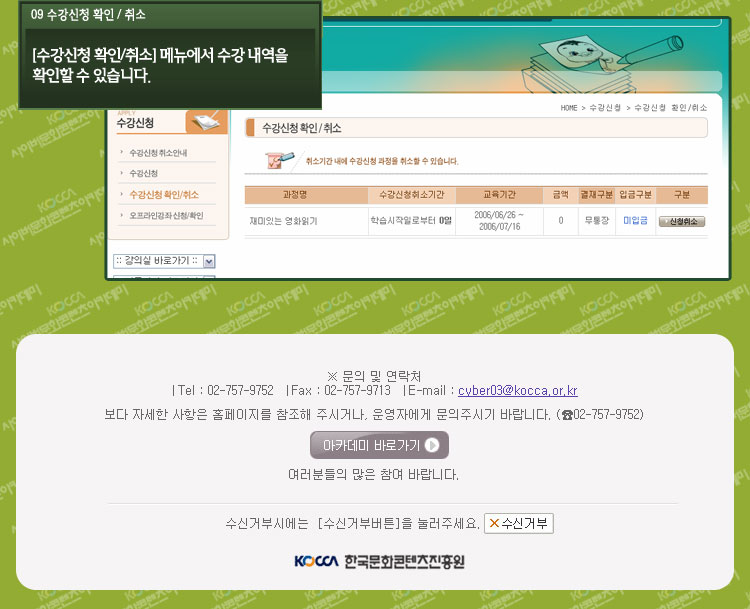 09 수강신청 확인 / 취소
[수강신청 확인/취소] 메뉴에서 수강 내역을
확인할 수 있습니다.
HOME > 수강신청 > 수강신청 확인/취소
APPLY
수강신청
수강신청 취소안내
수강신청
수강신청 확인/취소
오프라인강좌 신청/확인
:: 강의실 바로가기 ::
수강신청 확인 / 취소
취소기간 내에 수강신청 과정을 취소할 수 있습니다.
과정명 수강신청취소기간 교육기간 금액 결재구분 입금구분 구분
재미있는 영화읽기 학습시작일로부터 0일 2006/06/26 ~ 0 무통장 미입금 신청취소
2006/07/16
※ 문의 및 연락처
| Tel : 02-757-9752 | Fax : 02-757-9713 | E-mail : cyber03@kocca.or.kr
보다 자세한 사항은 홈페이지를 참조해 주시거나, 운영자에게 문의주시기 바랍니다. (☎02-757-9752)
아카데미 바로가기
여러분들의 많은 참여 바랍니다.
수신거부시에는 [수신거부버튼]을 눌러주세요. ×수신거부
KOCCA 한국문화콘텐츠진흥원